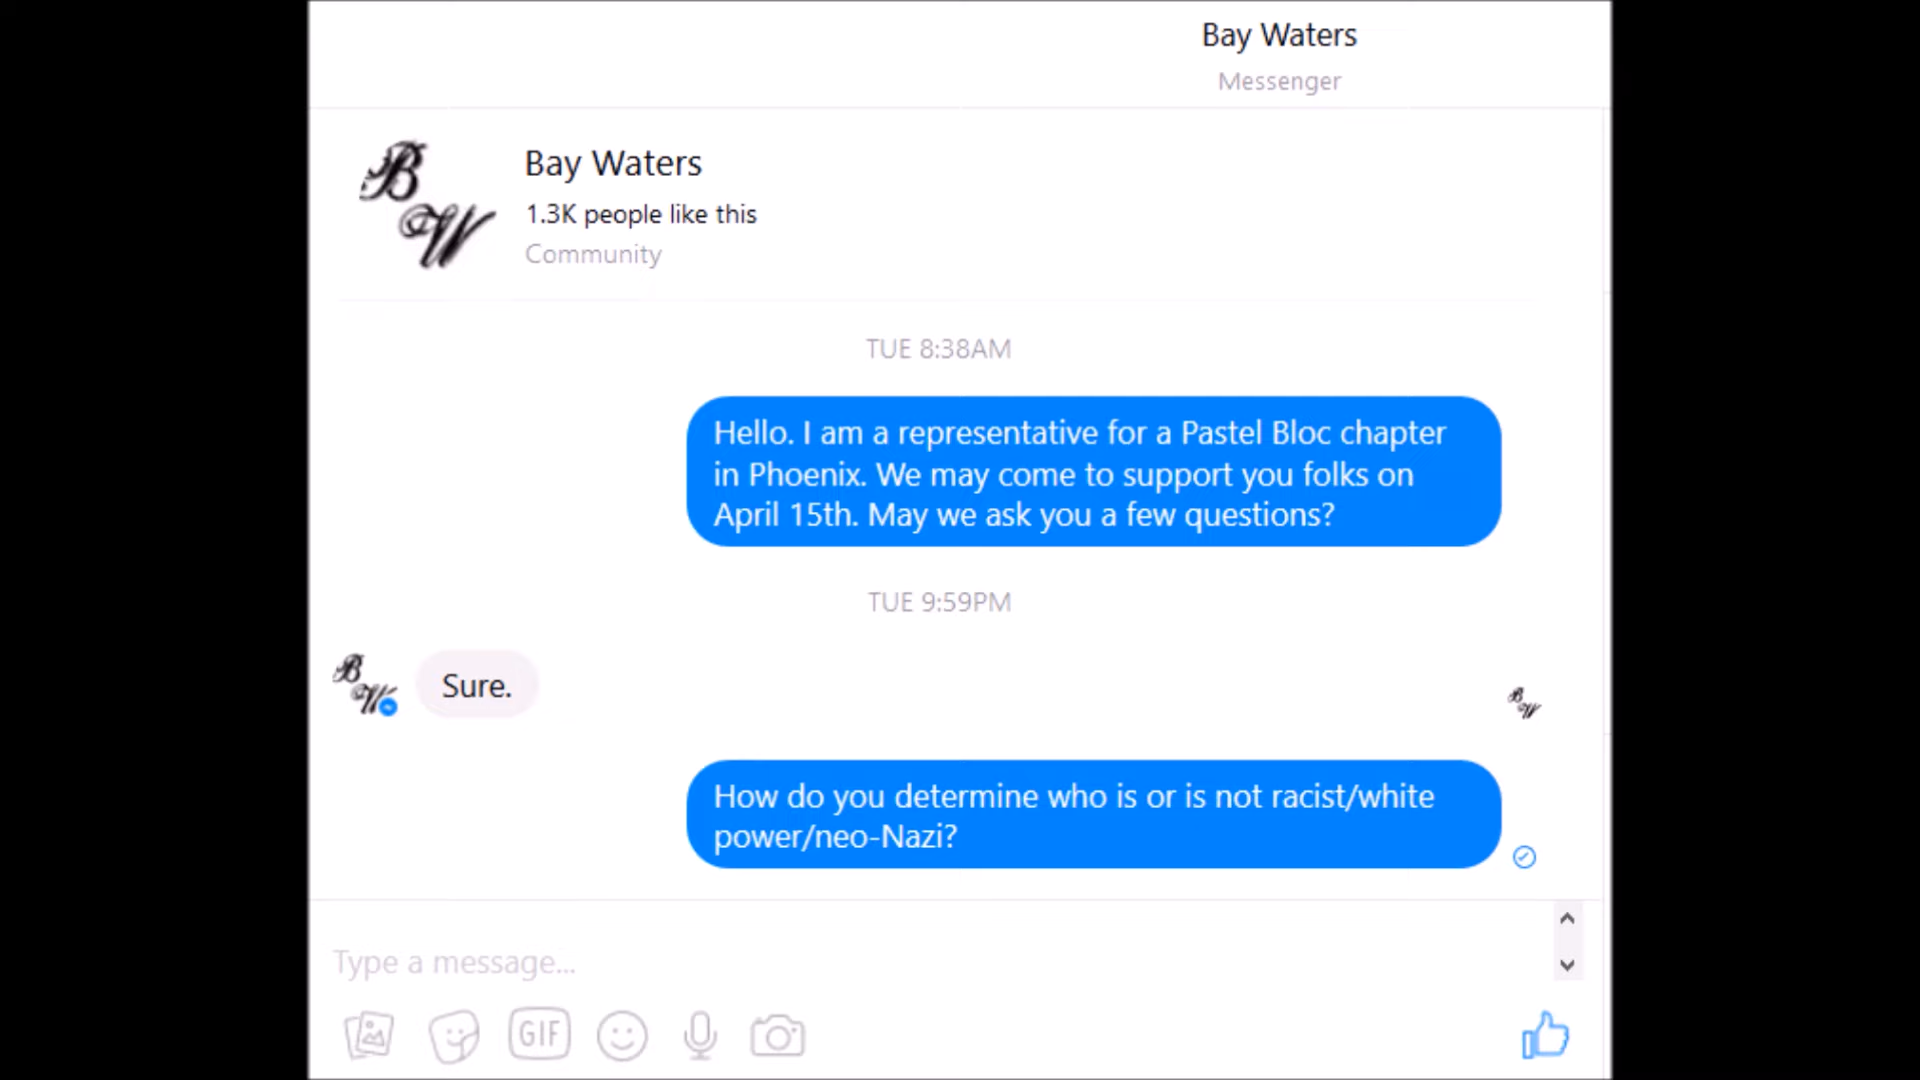 Bay Waters
Messenger
B
W
Bay Waters
1.3K people like this
Community
TUE 8:38AM
Hello. I am a representative for a Pastel Bloc chapter
in Phoenix. We may come to support you folks on
April 15th. May we ask you a few questions?
TUE 9:59PM
B
W
Sure.
B
W
How do you determine who is or is not racist/white
power/neo-Nazi?
Type a message...
GIF